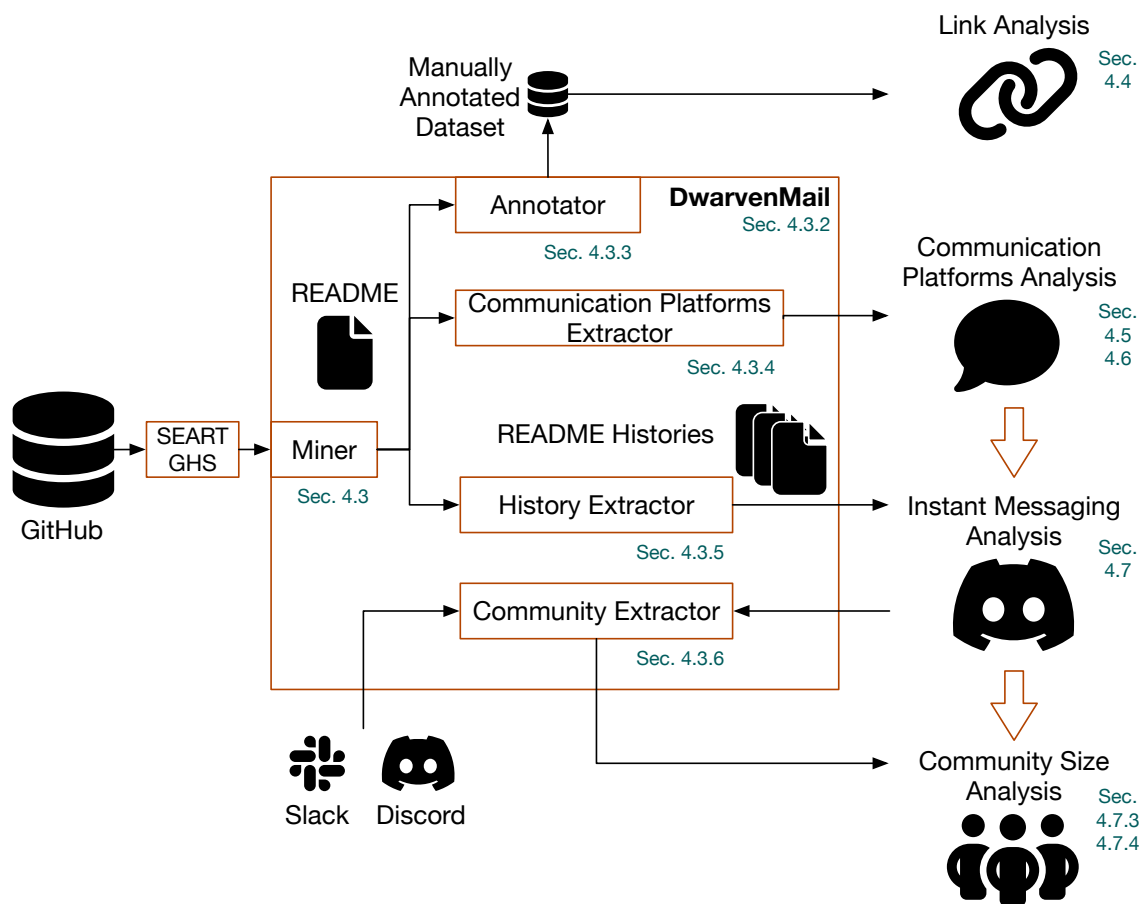 Link Analysis
Sec.
4.4
Manually
Annotated
Dataset
Annotator
DwarvenMail
Sec. 4.3.2
Sec. 4.3.3
README
Communication Platforms
Extractor
Sec. 4.3.4
Communication
Platforms Analysis
Sec.
4.5
4.6
GitHub
SEART
GHS
Miner
Sec. 4.3
README Histories
History Extractor
Sec. 4.3.5
Instant Messaging
Analysis
Sec.
4.7
Community Extractor
Sec. 4.3.6
Slack
Discord
Community Size
Analysis
Sec.
4.7.3
4.7.4